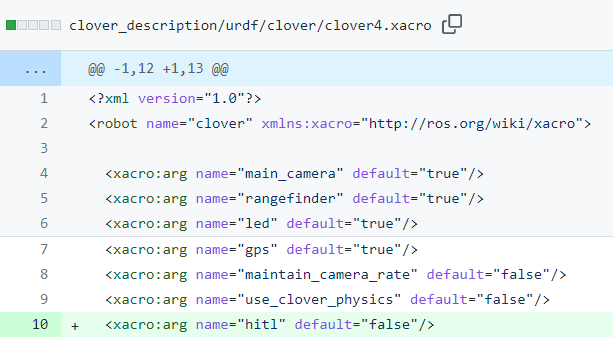 clover_description/urdf/clover/clover4.xacro
... @@ -1,12 +1,13 @@
1 <?xml version="1.0"?>
2 <robot name="clover" xmlns:xacro="http://ros.org/wiki/xacro">
3
4 <xacro:arg name="main_camera" default="true"/>
5 <xacro:arg name="rangefinder" default="true"/>
6 <xacro:arg name="led" default="true"/>
7 <xacro:arg name="gps" default="true"/>
8 <xacro:arg name="maintain_camera_rate" default="false"/>
9 <xacro:arg name="use_clover_physics" default="false"/>
10 + <xacro:arg name="hitl" default="false"/>